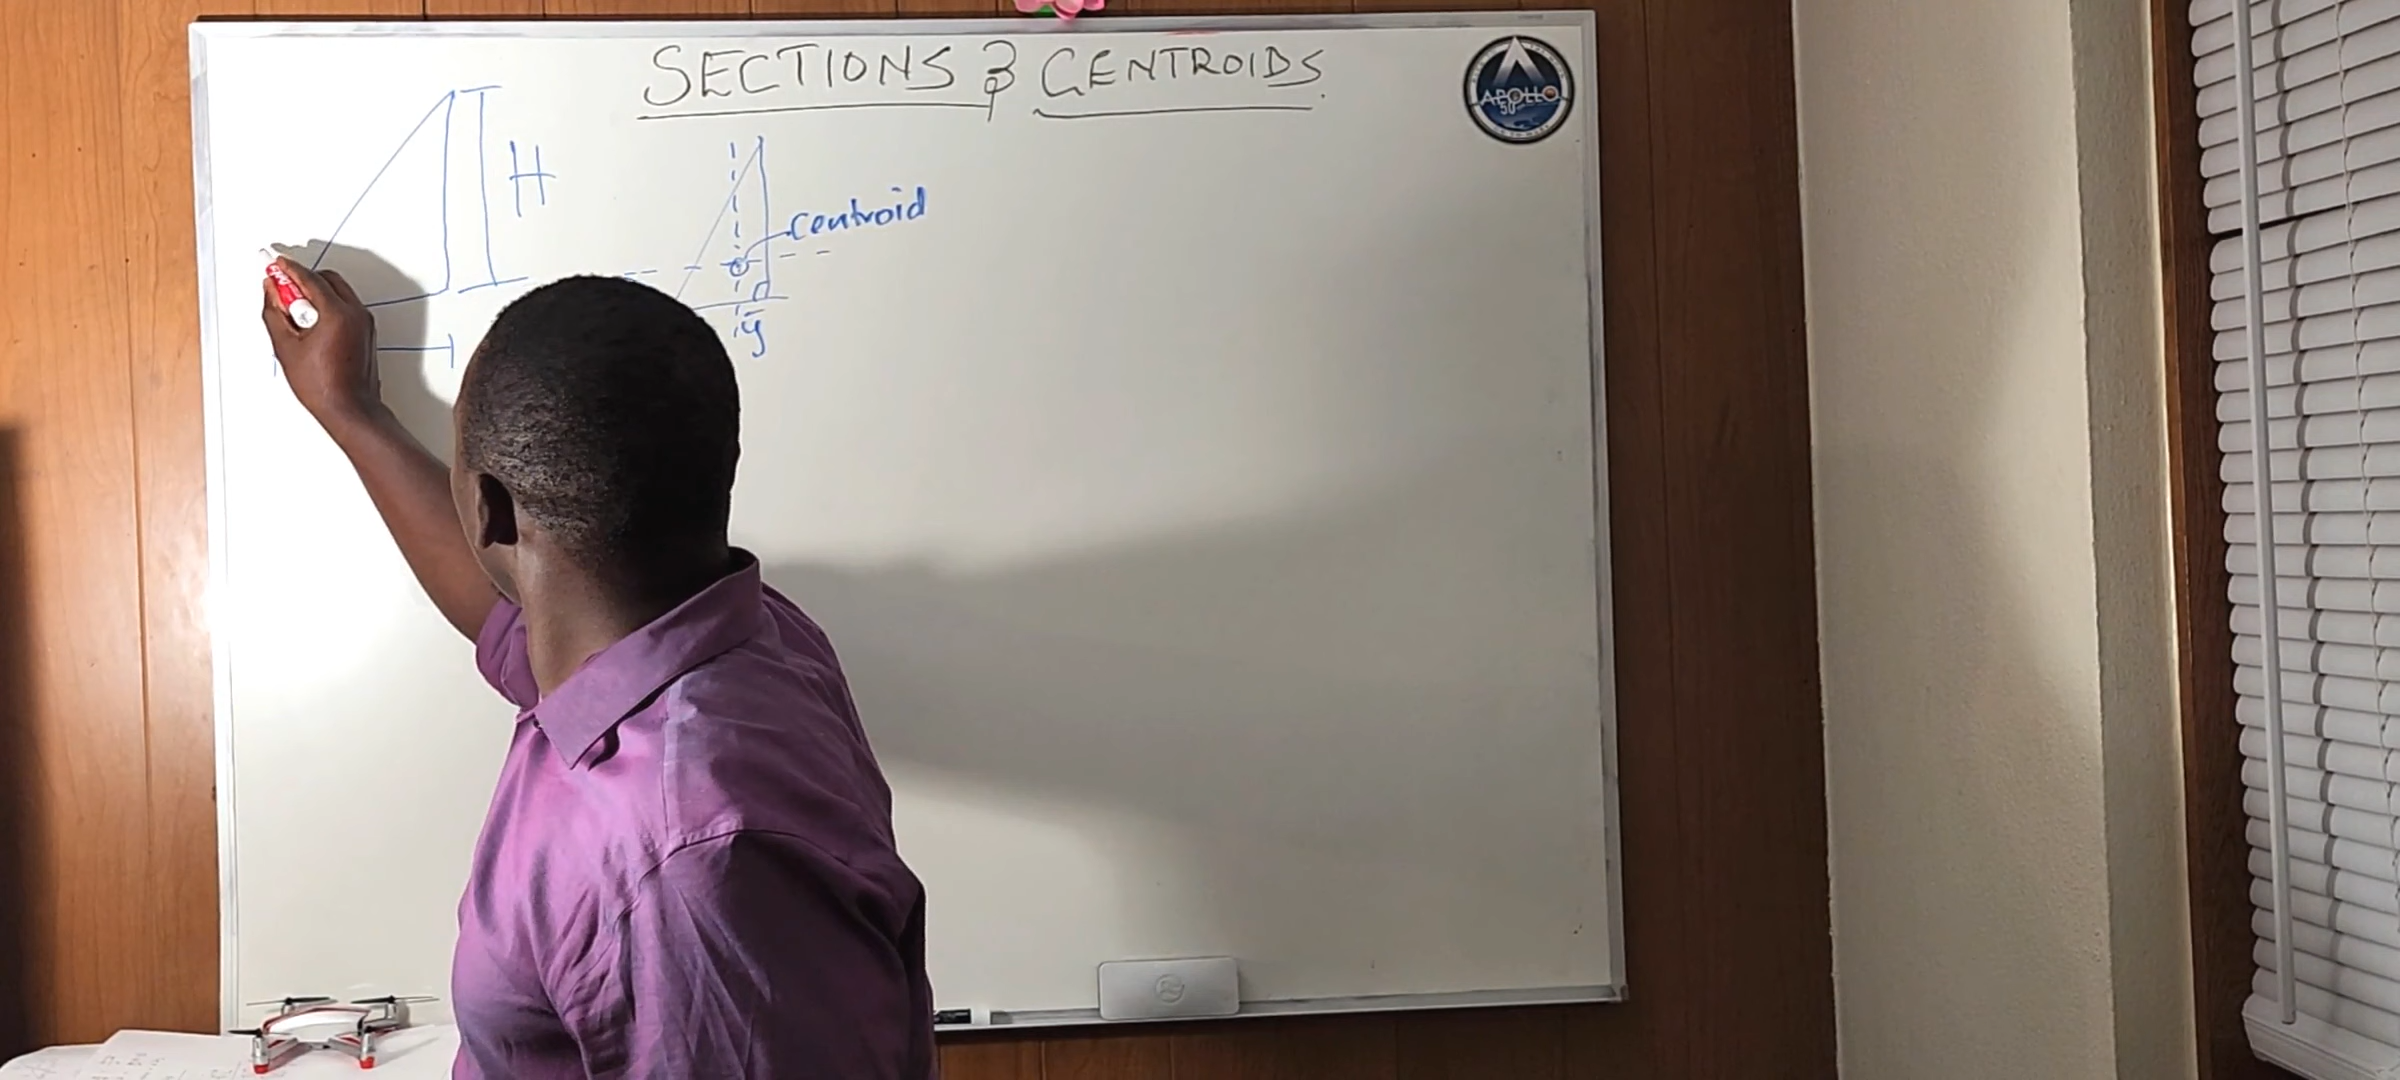 SECTIONS & CENTROIDS.
APOLLO
50
H
Centroid
ȳ